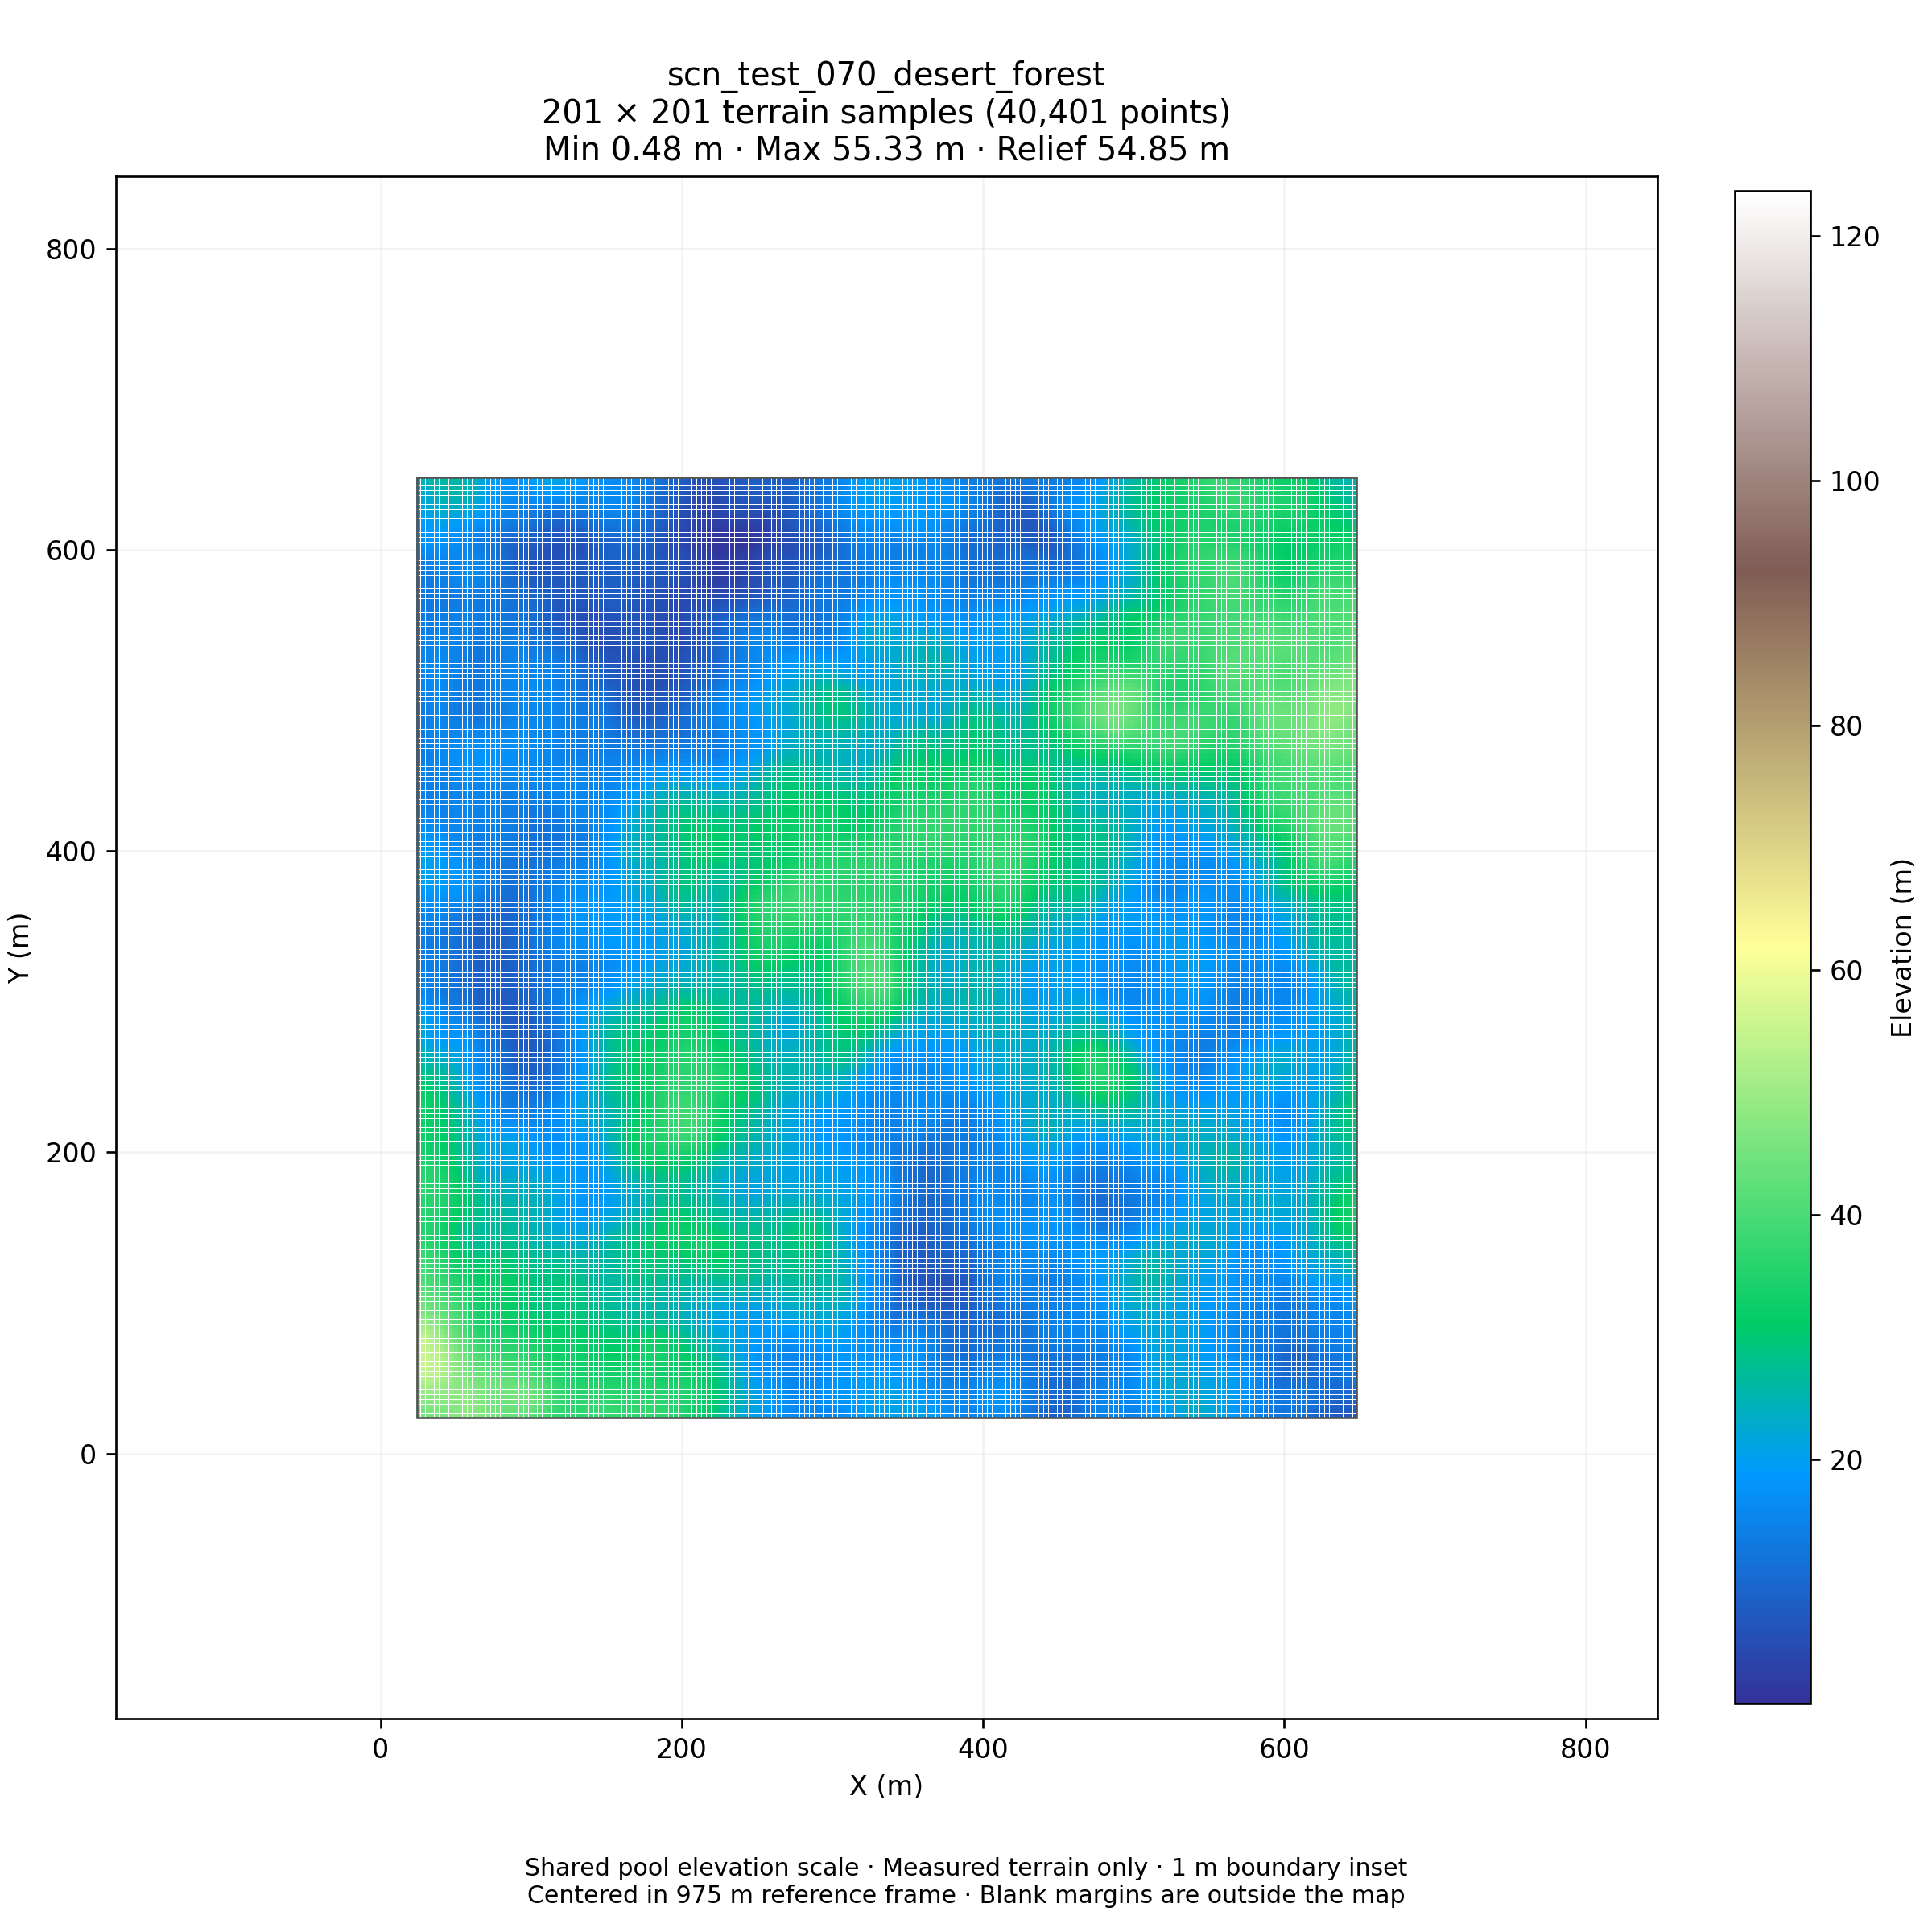 scn_test_070_desert_forest
201 × 201 terrain samples (40,401 points)
Min 0.48 m · Max 55.33 m · Relief 54.85 m
800
600
400
200
0
Y (m)
0
200
400
600
800
X (m)
120
100
80
60
40
20
Elevation (m)
Shared pool elevation scale · Measured terrain only · 1 m boundary inset
Centered in 975 m reference frame · Blank margins are outside the map